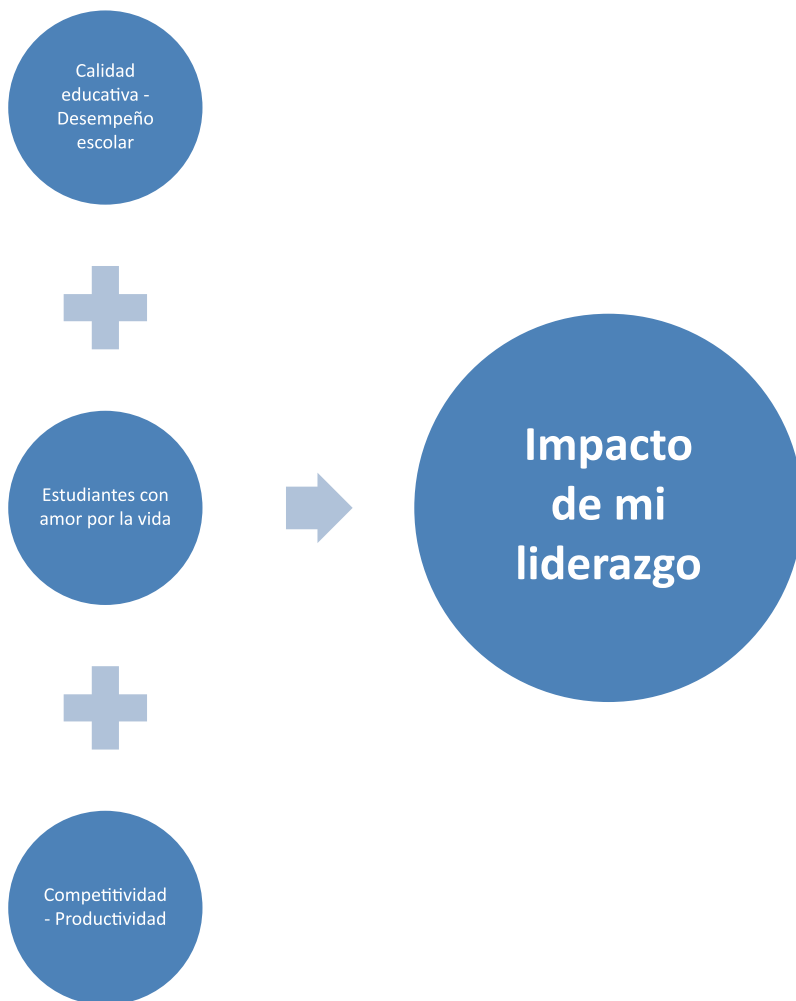 Calidad
educativa -
Desempeño
escolar
Estudiantes con
amor por la vida
Impacto
de mi
liderazgo
Competitividad
- Productividad